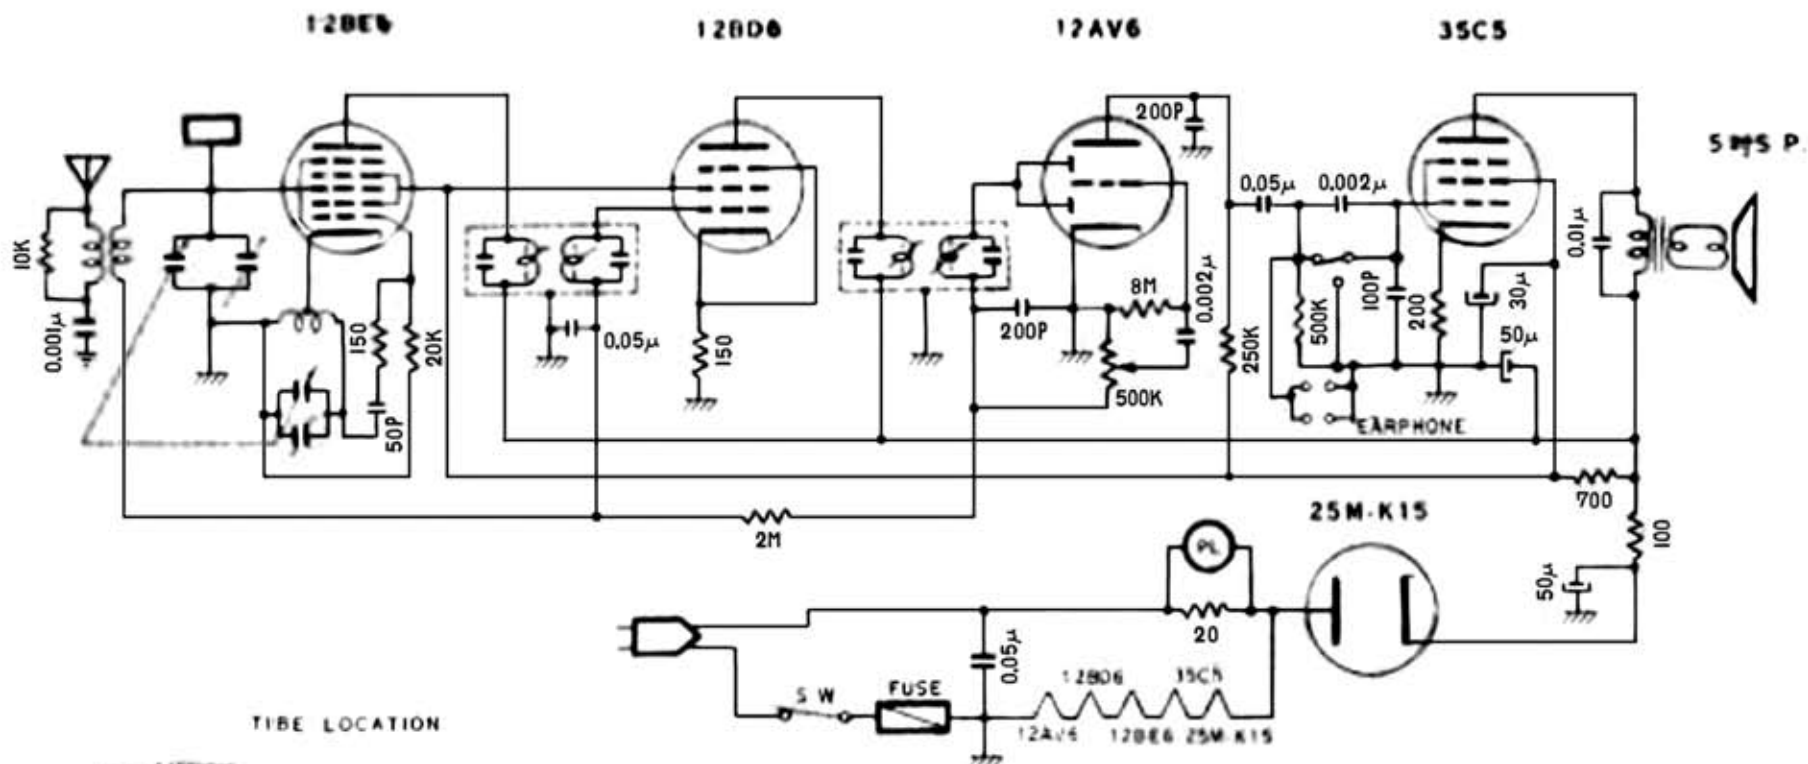 12BE6
12BD6
12AV6
35C5
200P
5 S P.
0.05μ
0.002μ
0.01μ
10K
0.001μ
150
20K
50P
0.05μ
150
200P
8M
0.002μ
500K
250K
500K
100P
200
30μ
50μ
EARPHONE
700
100
2M
25M-K15
PL
50μ
20
0.05μ
12BD6
35C5
S W
FUSE
12AV6
12BE6
25M-K15
TIBE LOCATION